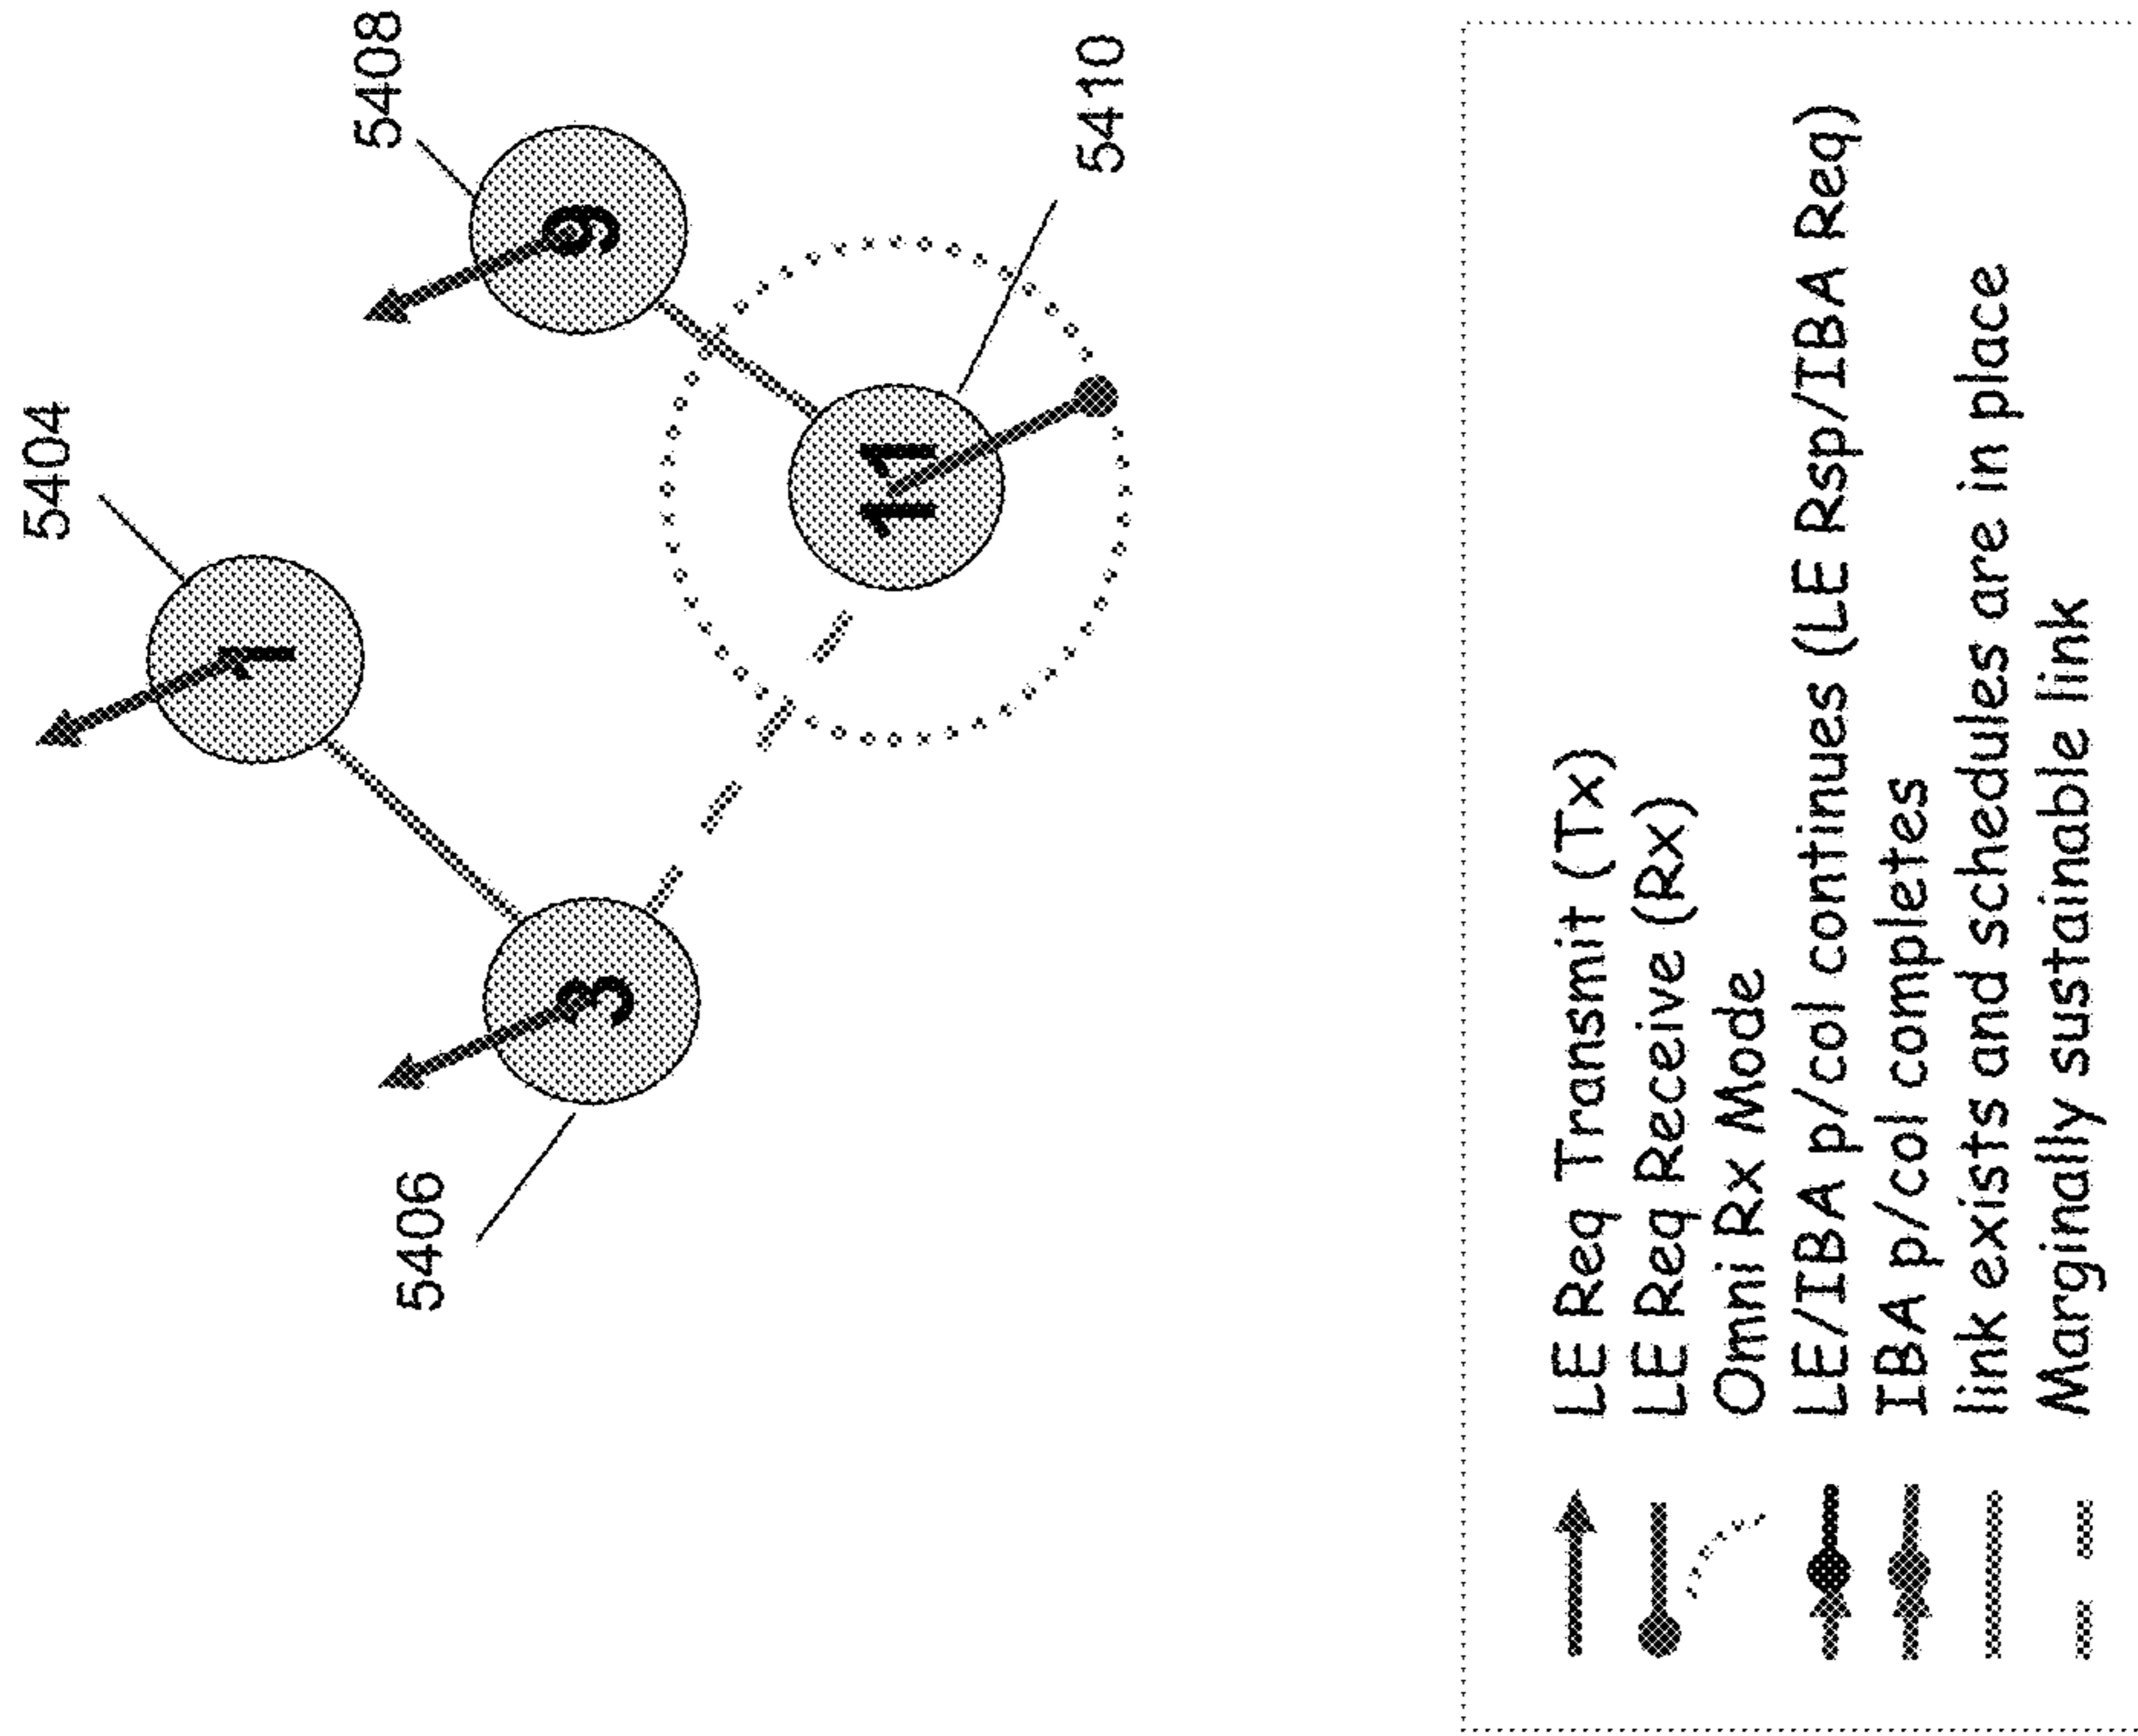 5404
1
5406
5408
3
9
11
5410
LE Req Transmit (Tx)
LE Req Receive (Rx)
Omni Rx Mode
LE/IBA p/col continues (LE Rsp/IBA Req)
IBA p/col completes
link exists and schedules are in place
Marginally sustainable link